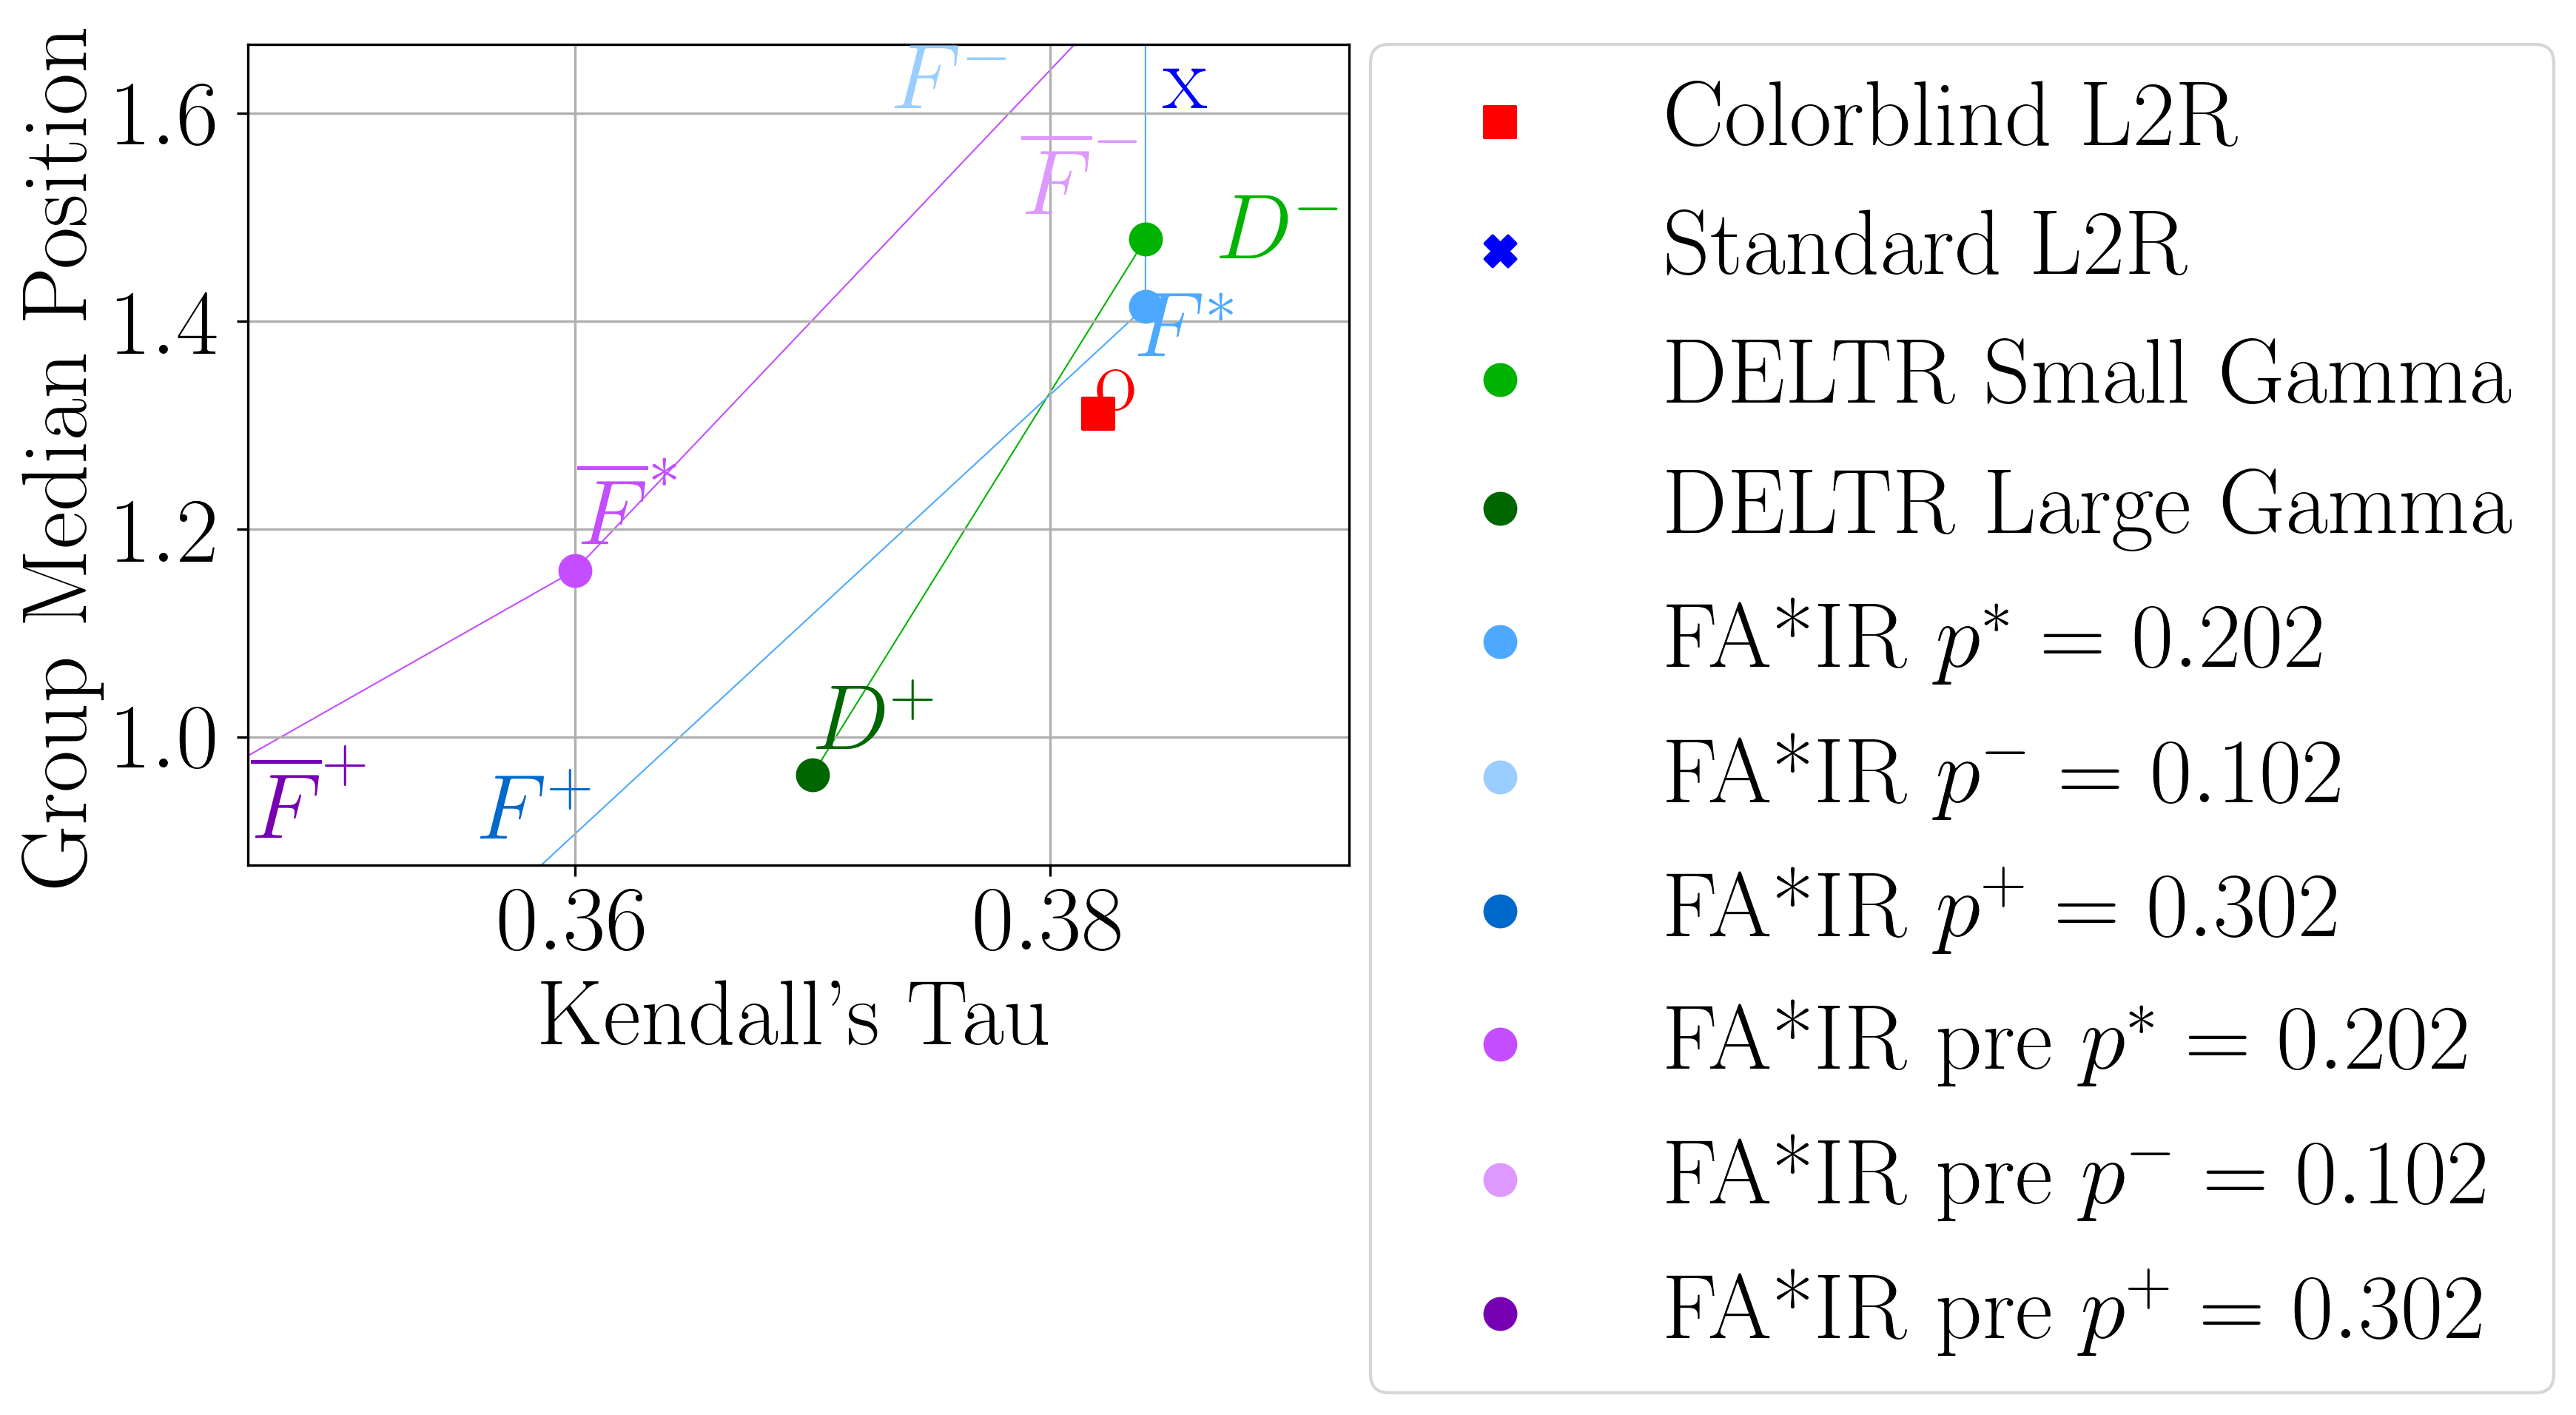 Group Median Position
1.6
1.4
1.2
1.0
0.36
0.38
Kendall's Tau
F⁻
x
F̅⁻
D⁻
F*
o
F̅*
D⁺
F̅⁺
F⁺
Colorblind L2R
Standard L2R
DELTR Small Gamma
DELTR Large Gamma
FA*IR p* = 0.202
FA*IR p⁻ = 0.102
FA*IR p⁺ = 0.302
FA*IR pre p* = 0.202
FA*IR pre p⁻ = 0.102
FA*IR pre p⁺ = 0.302